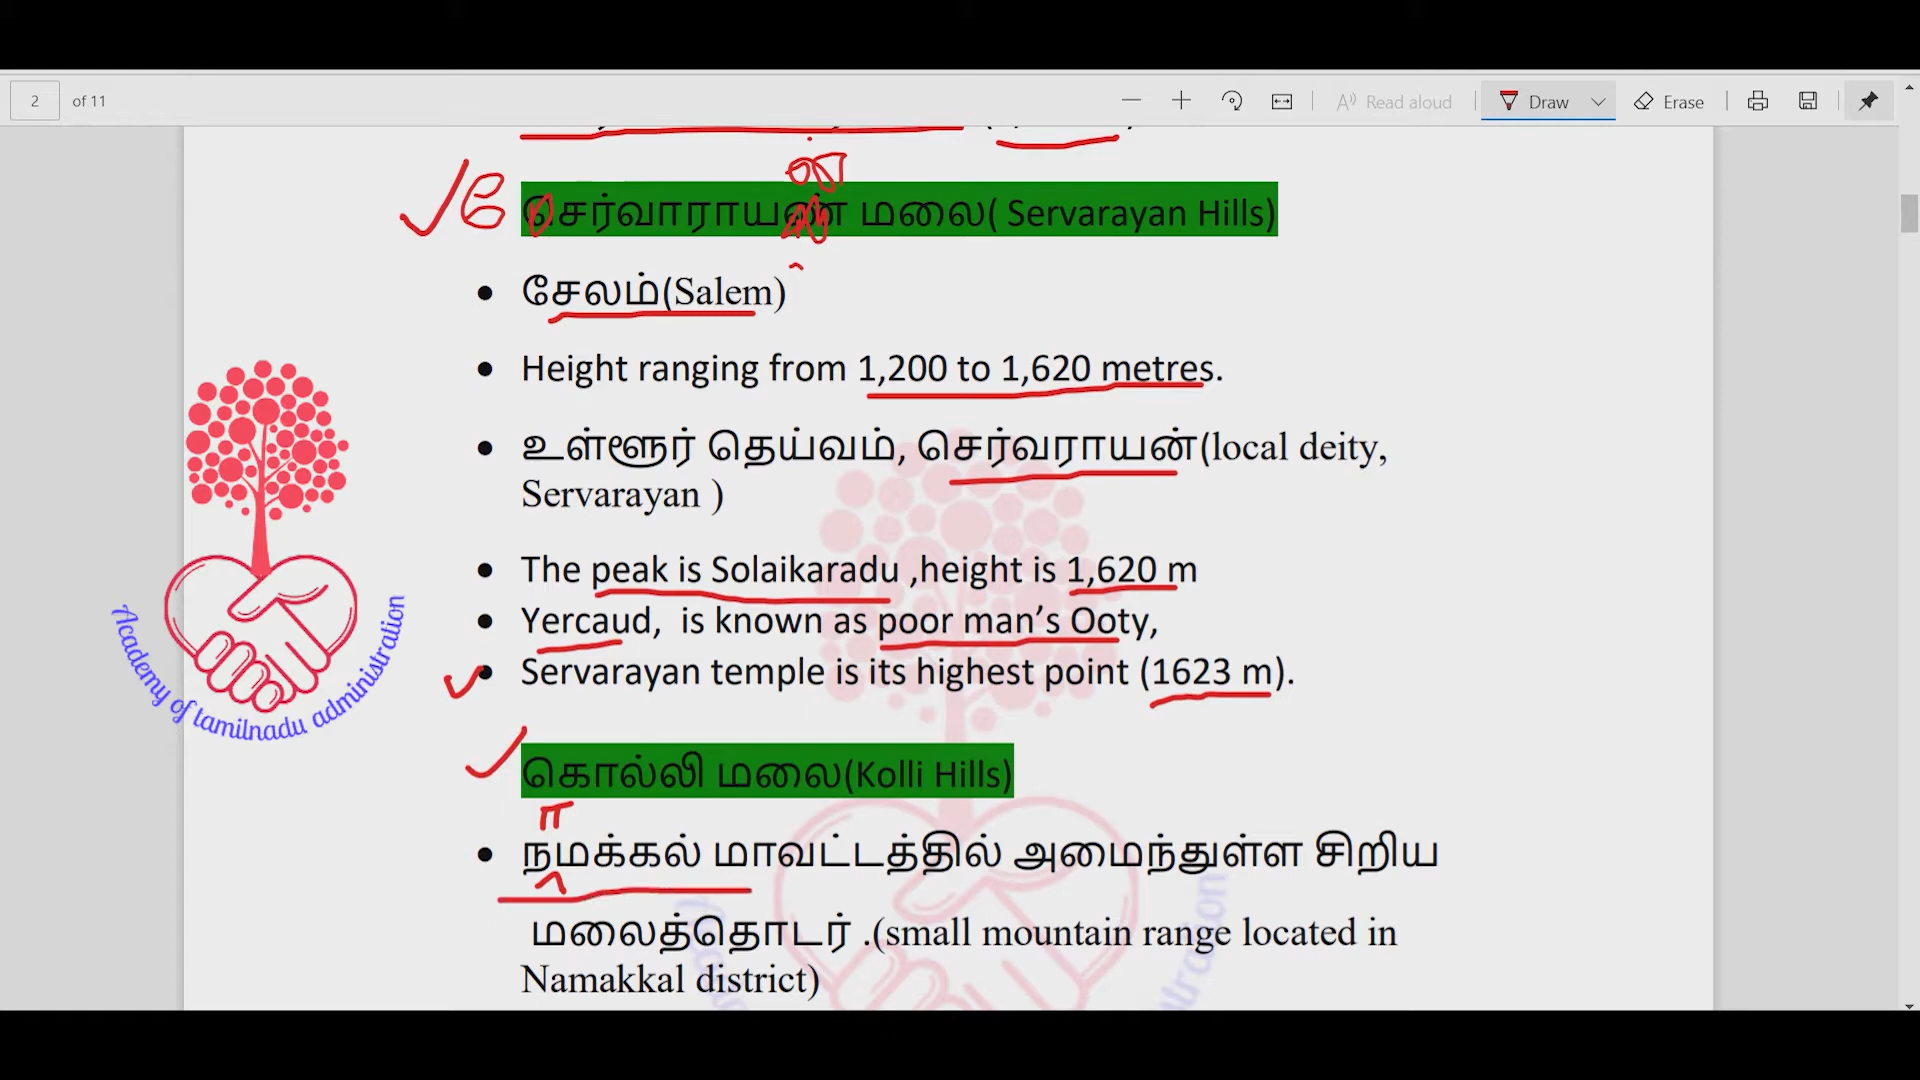 2 of 11
Read aloud
Draw
Erase
சேர்வாராயண் மலை( Servarayan Hills)
சேலம்(Salem)
Height ranging from 1,200 to 1,620 metres.
உள்ளூர் தெய்வம், செர்வராயன்(local deity,
Servarayan )
The peak is Solaikaradu ,height is 1,620 m
Yercaud,  is known as poor man’s Ooty,
Servarayan temple is its highest point (1623 m).
கொல்லி மலை(Kolli Hills)
நமக்கல் மாவட்டத்தில் அமைந்துள்ள சிறிய
மலைத்தொடர் .(small mountain range located in
Namakkal district)
Academy of tamilnadu administration